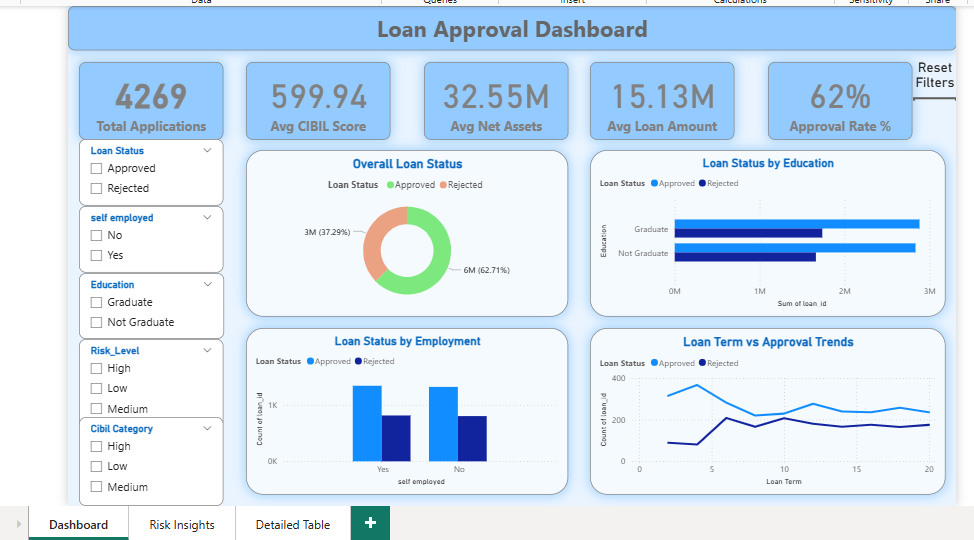 Data Queries Insert Calculations Sensitivity Share
Loan Approval Dashboard
Reset
Filters
4269
Total Applications
599.94
Avg CIBIL Score
32.55M
Avg Net Assets
15.13M
Avg Loan Amount
62%
Approval Rate %
Loan Status
Approved
Rejected
self employed
No
Yes
Education
Graduate
Not Graduate
Risk_Level
High
Low
Medium
Cibil Category
High
Low
Medium
Overall Loan Status
Loan Status Approved Rejected
3M (37.29%)
6M (62.71%)
Loan Status by Education
Loan Status Approved Rejected
Education
Graduate
Not Graduate
0M 1M 2M 3M
Sum of loan_id
Loan Status by Employment
Loan Status Approved Rejected
Count of loan_id
1K
0K
Yes No
self employed
Loan Term vs Approval Trends
Loan Status Approved Rejected
Count of loan_id
400
200
0
0 5 10 15 20
Loan Term
Dashboard Risk Insights Detailed Table +